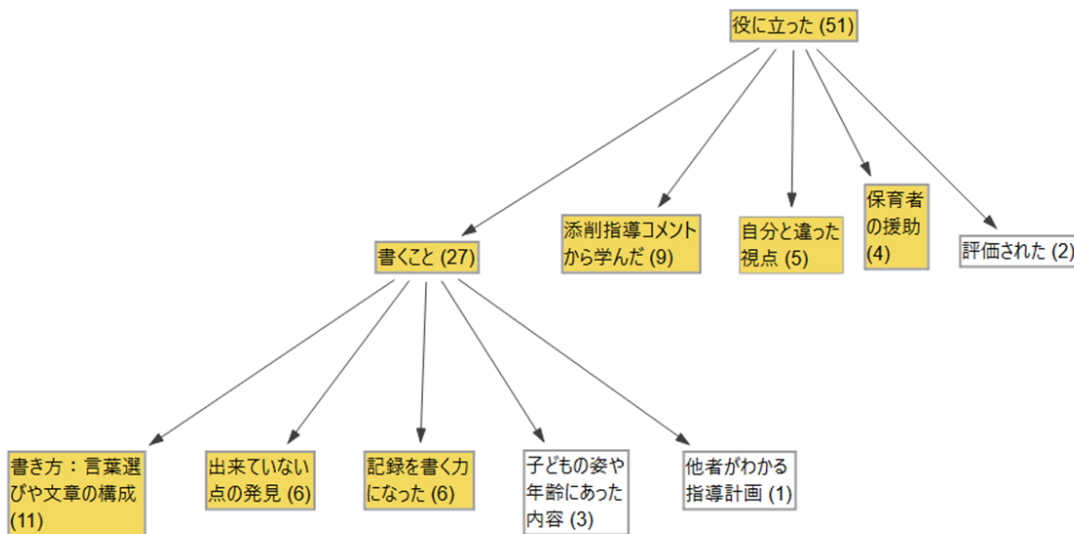 役に立った (51)
書くこと (27)
添削指導コメント
から学んだ (9)
自分と違った
視点 (5)
保育者
の援助
(4)
評価された (2)
書き方：言葉選
びや文章の構成
(11)
出来ていない
点の発見 (6)
記録を書く力
になった (6)
子どもの姿や
年齢にあった
内容 (3)
他者がわかる
指導計画 (1)